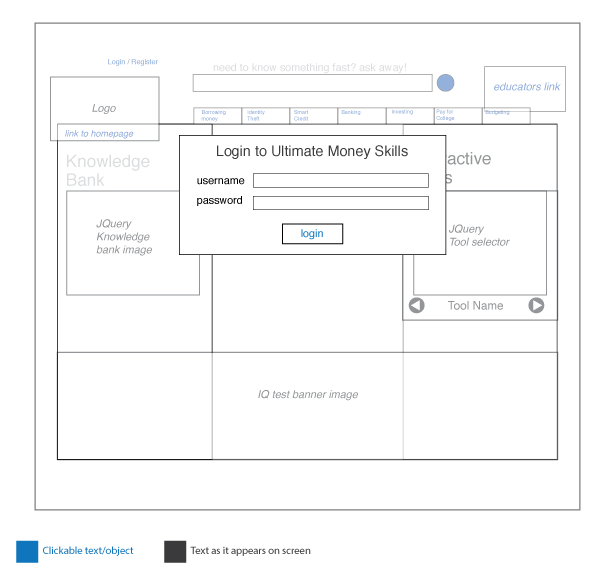 Login / Register
need to know something fast? ask away!
Logo
educators link
link to homepage
Borrowing money
Identity Theft
Smart Credit
Banking
Investing
Pay for College
Budgeting
Knowledge
Bank
Login to Ultimate Money Skills
username
password
login
active
s
JQuery
Knowledge
bank image
JQuery
Tool selector
Tool Name
IQ test banner image
Clickable text/object
Text as it appears on screen